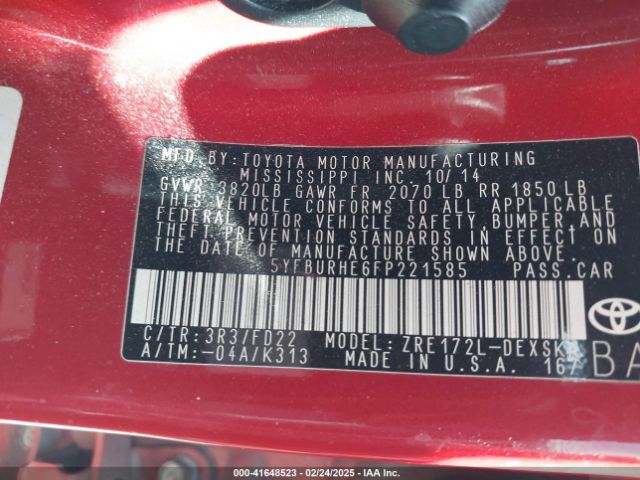 MFD.BY:TOYOTA MOTOR MANUFACTURING
MISSISSIPPI INC. 10/14
GVWR 3820LB GAWR FR 2070 LB RR 1850 LB
THIS VEHICLE CONFORMS TO ALL APPLICABLE
FEDERAL MOTOR VEHICLE SAFETY,BUMPER,AND
THEFT PREVENTION STANDARDS IN EFFECT ON
THE DATE OF MANUFACTURE SHOWN ABOVE.
5YFBURHE6FP221585 PASS.CAR
C/TR:3R3/FD22 MODEL:ZRE172L-DEXSK
A/TM:-04A/K313 MADE IN U.S.A. 167
TOYOTA
BA
000-41648523 - 02/24/2025 - IAA Inc.